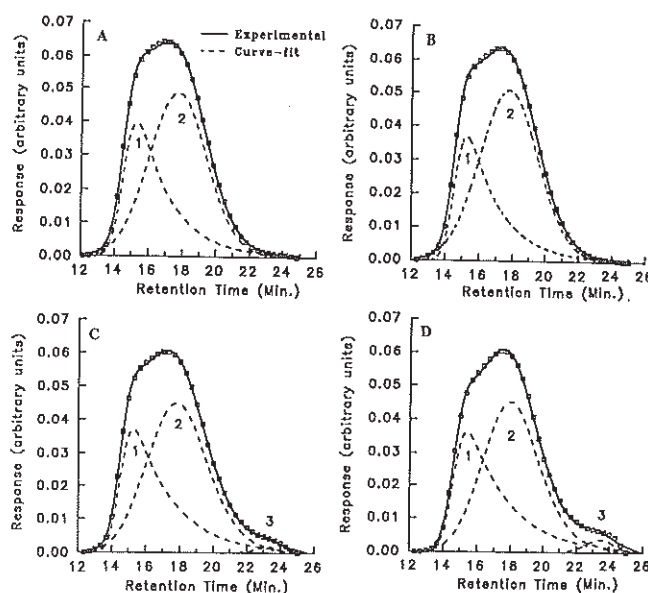 A
Experimental
Curve-fit
1
2
0.07
0.06
0.05
0.04
0.03
0.02
0.01
0.00
Response (arbitrary units)
12 14 16 18 20 22 24 26
Retention Time (Min.)
B
1
2
0.07
0.06
0.05
0.04
0.03
0.02
0.01
0.00
Response (arbitrary units)
12 14 16 18 20 22 24 26
Retention Time (Min.)
C
1
2
3
0.07
0.06
0.05
0.04
0.03
0.02
0.01
0.00
Response (arbitrary units)
12 14 16 18 20 22 24 26
Retention Time (Min.)
D
1
2
3
0.07
0.06
0.05
0.04
0.03
0.02
0.01
0.00
Response (arbitrary units)
12 14 16 18 20 22 24 26
Retention Time (Min.)